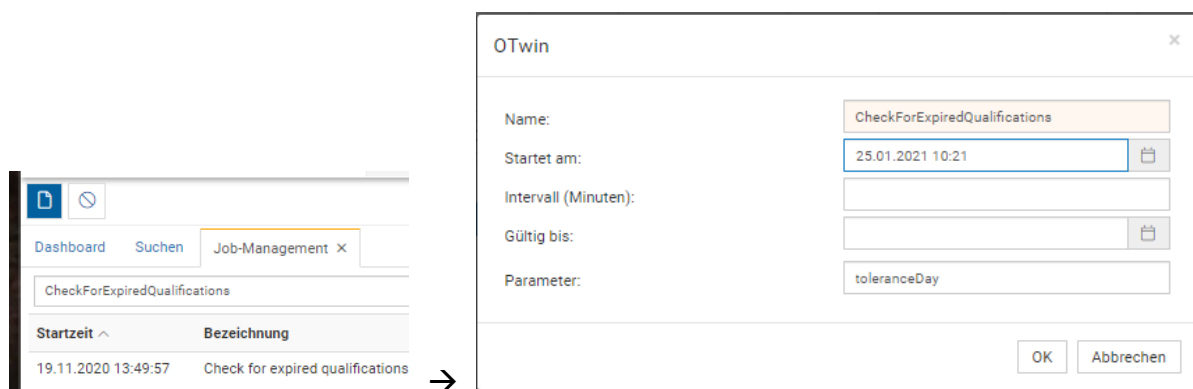 Dashboard Suchen Job-Management ×
CheckForExpiredQualifications
Startzeit Bezeichnung
19.11.2020 13:49:57 Check for expired qualifications
→
OTwin ×
Name: CheckForExpiredQualifications
Startet am: 25.01.2021 10:21
Intervall (Minuten):
Gültig bis:
Parameter: toleranceDay
OK Abbrechen